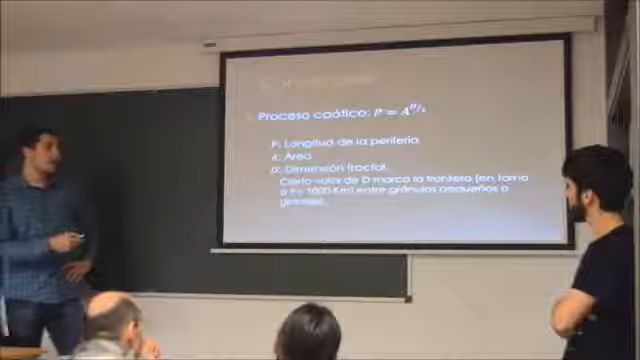 Proceso caótico: P = A^D/2
P: Longitud de la periferia
A: Área
D: Dimensión fractal.
Cierto valor de D marca la frontera (en torno
a P= 1000 Km) entre gránulos pequeños o
grandes.